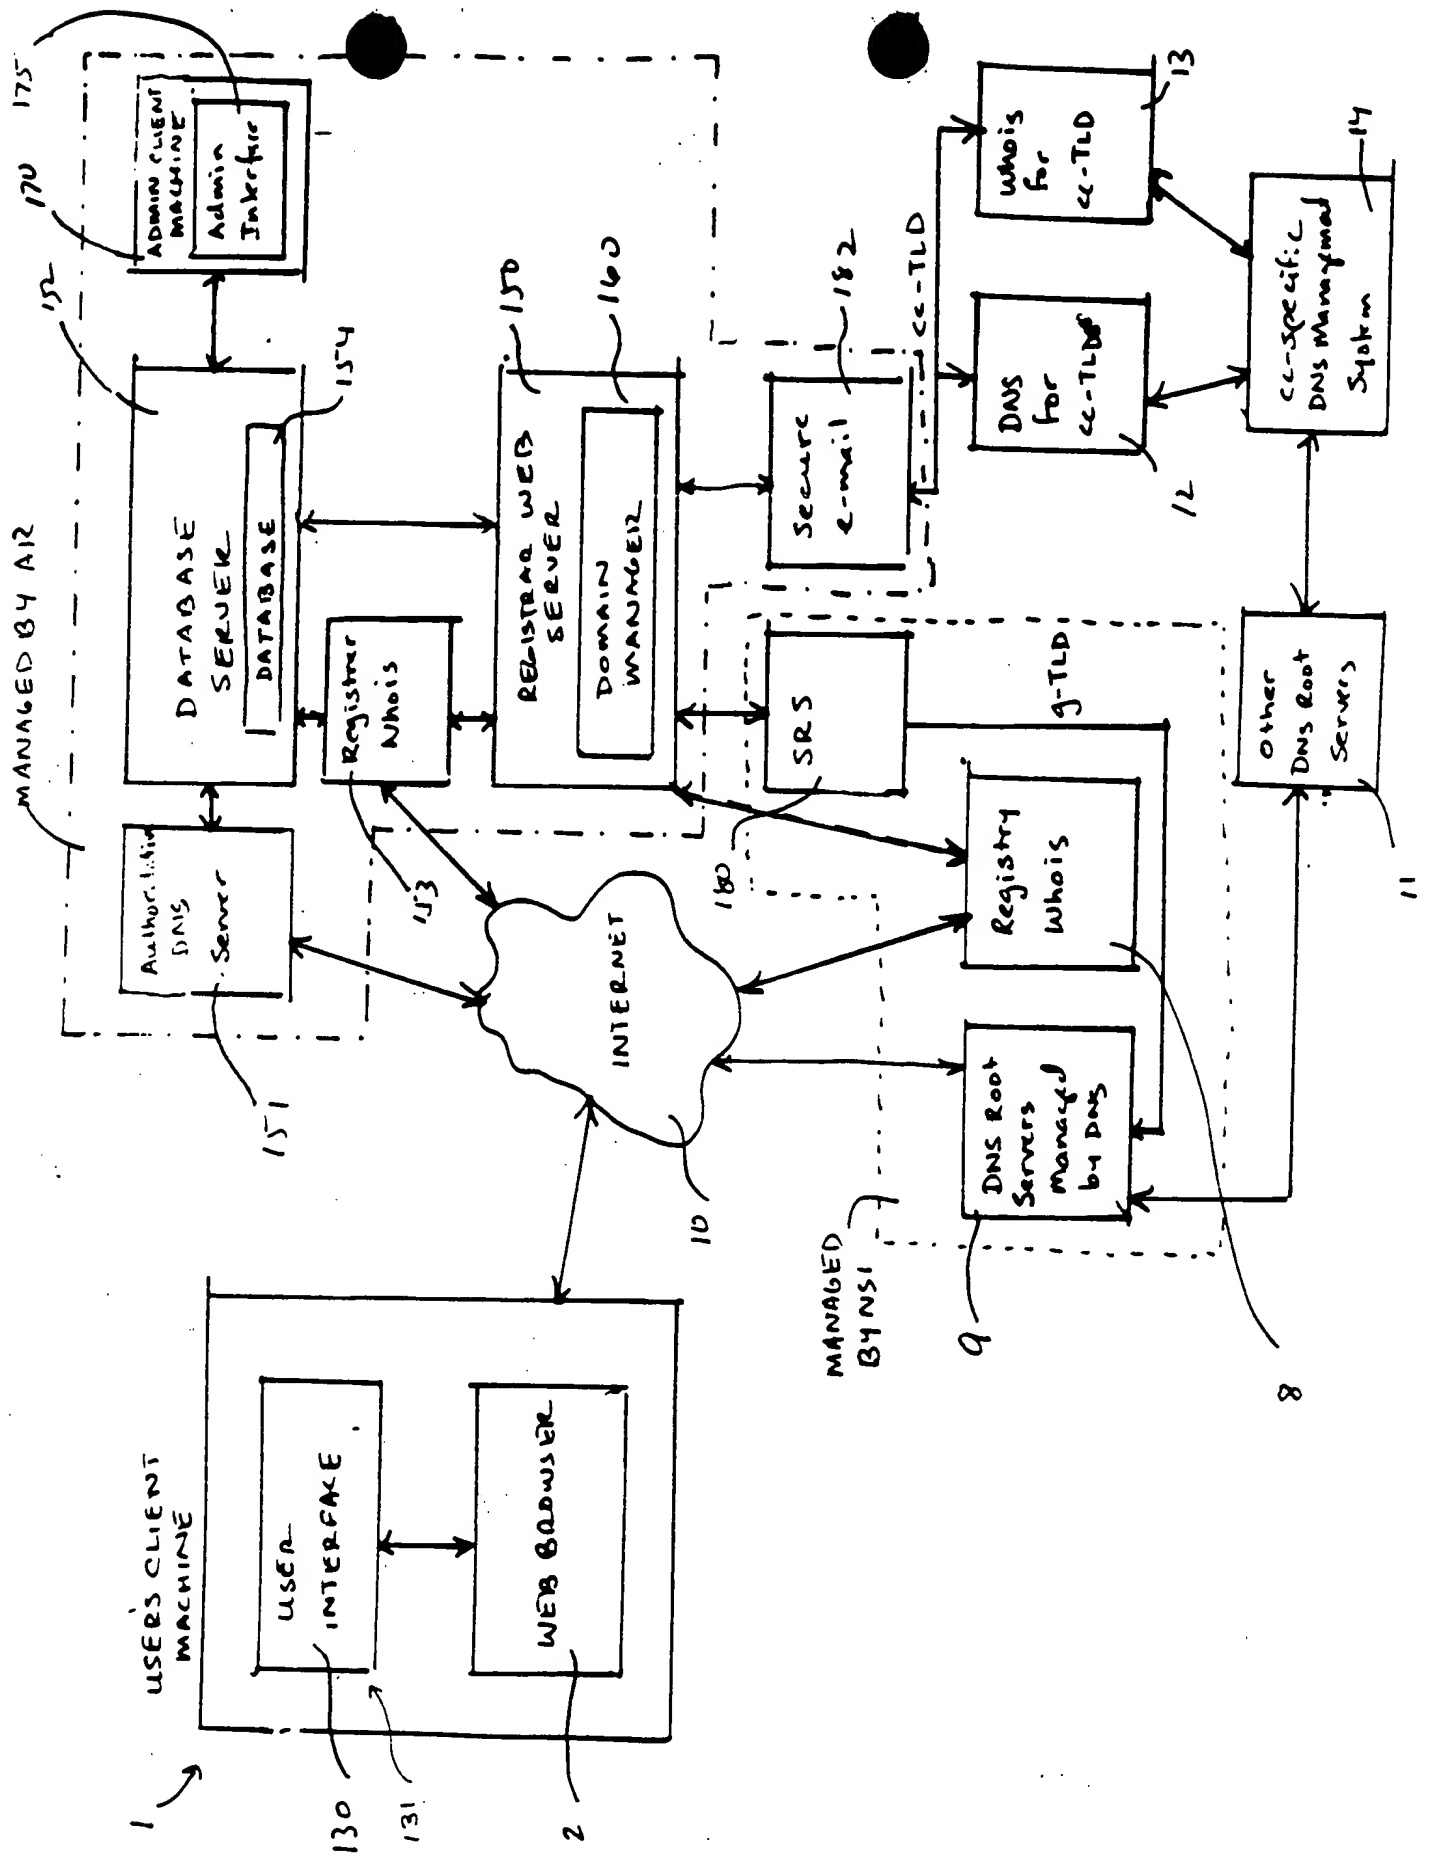 1
USER'S CLIENT
MACHINE
USER
INTERFACE
130
131
WEB BROWSER
2
MANAGED BY AR
Authoritative
DNS
Server
151
DATABASE
SERVER
DATABASE
152
154
170
175
ADMIN CLIENT
MACHINE
Admin
Interface
Registrar
Whois
153
REGISTRAR WEB
SERVER
DOMAIN
MANAGER
150
160
INTERNET
10
SRS
180
Secure
e-mail
182
g-TLD
cc-TLD
MANAGED
BY NSI
DNS Root
Servers
Managed
by DNS
9
Registry
Whois
8
DNS
for
cc-TLD
12
Whois
for
cc-TLD
13
Other
DNS Root
Servers
11
cc-specific
DNS Management
System
14